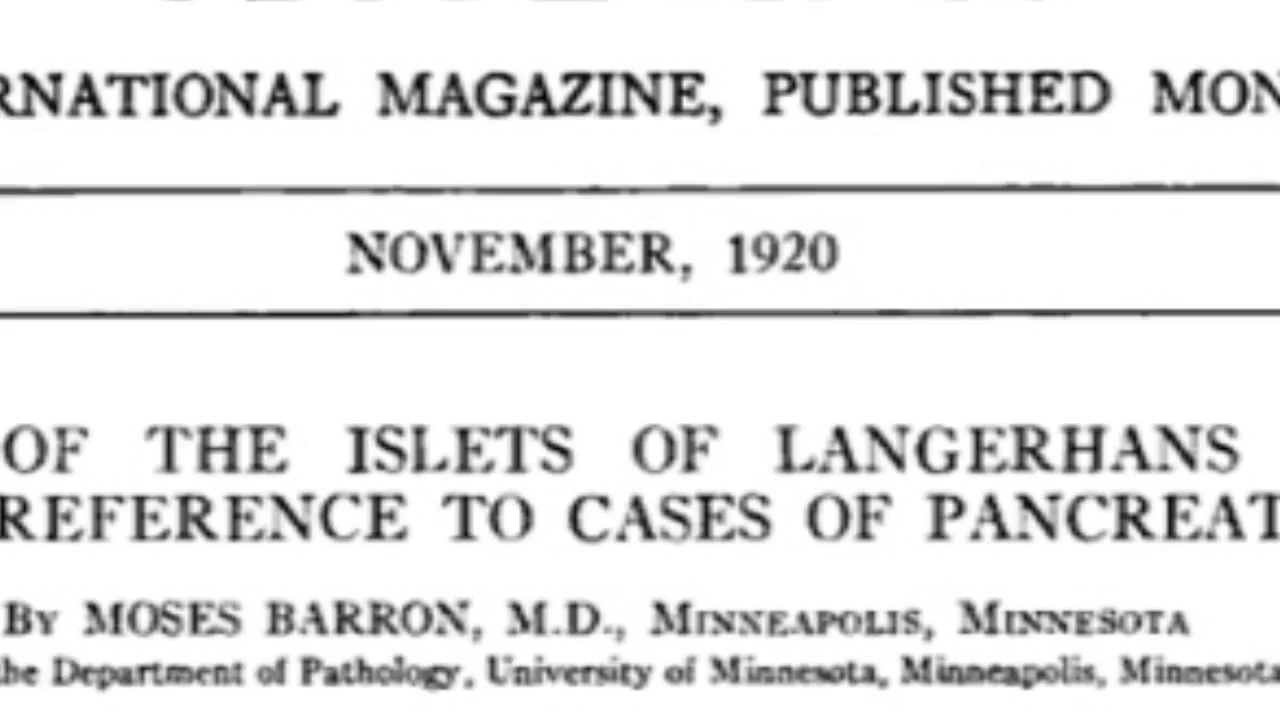 RNATIONAL MAGAZINE, PUBLISHED MON
NOVEMBER, 1920
OF THE ISLETS OF LANGERHANS
REFERENCE TO CASES OF PANCREAT
By MOSES BARRON, M.D., Minneapolis, Minnesota
the Department of Pathology, University of Minnesota, Minneapolis, Minnesota